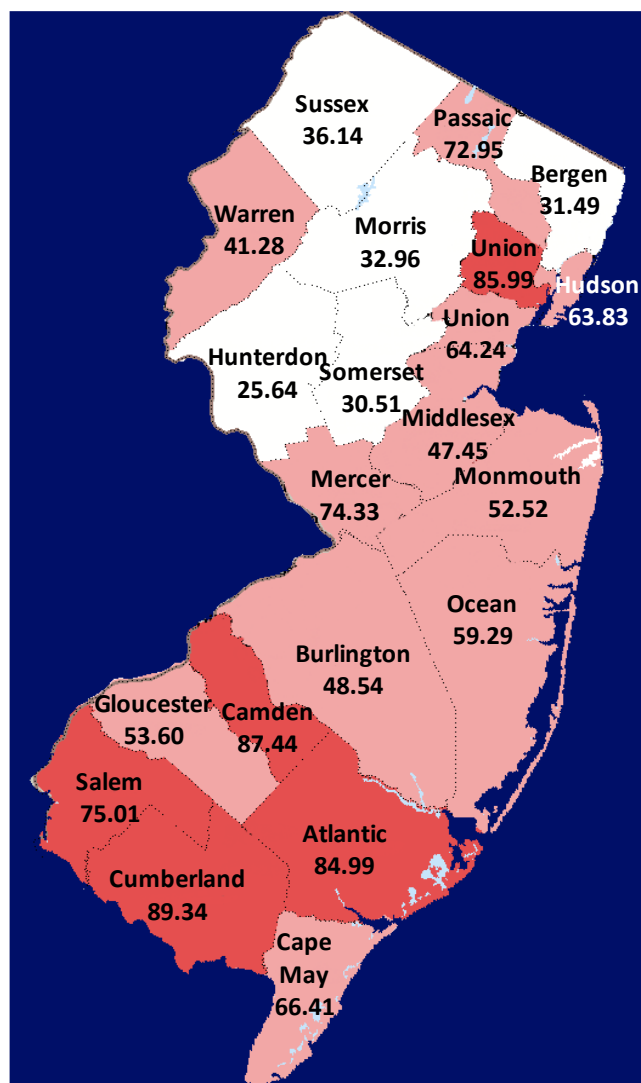 Sussex
36.14
Passaic
72.95
Bergen
31.49
Warren
41.28
Morris
32.96
Union
85.99
Hudson
63.83
Union
64.24
Hunterdon
25.64
Somerset
30.51
Middlesex
47.45
Mercer
74.33
Monmouth
52.52
Ocean
59.29
Burlington
48.54
Gloucester
53.60
Camden
87.44
Salem
75.01
Atlantic
84.99
Cumberland
89.34
Cape
May
66.41